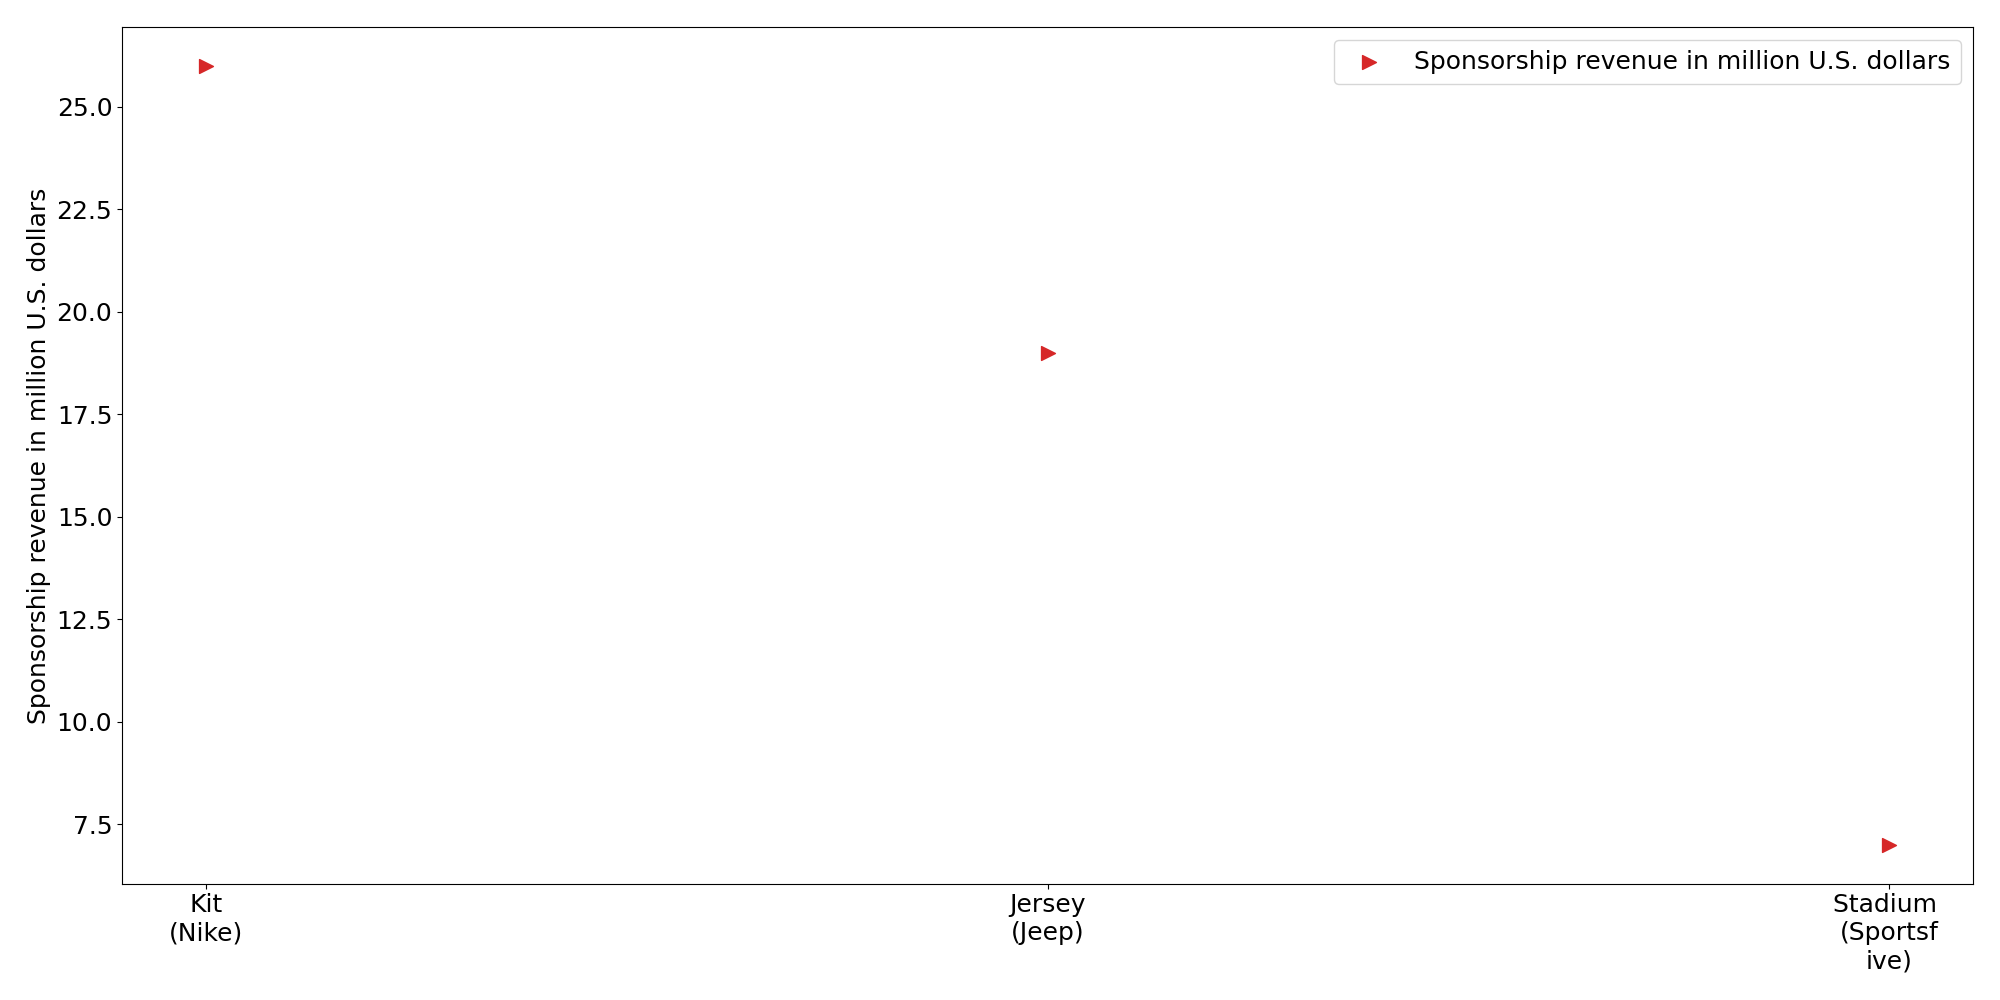 Sponsorship revenue in million U.S. dollars
Sponsorship revenue in million U.S. dollars
25.0
22.5
20.0
17.5
15.0
12.5
10.0
7.5
Kit
(Nike)
Jersey
(Jeep)
Stadium
(Sportsf
ive)